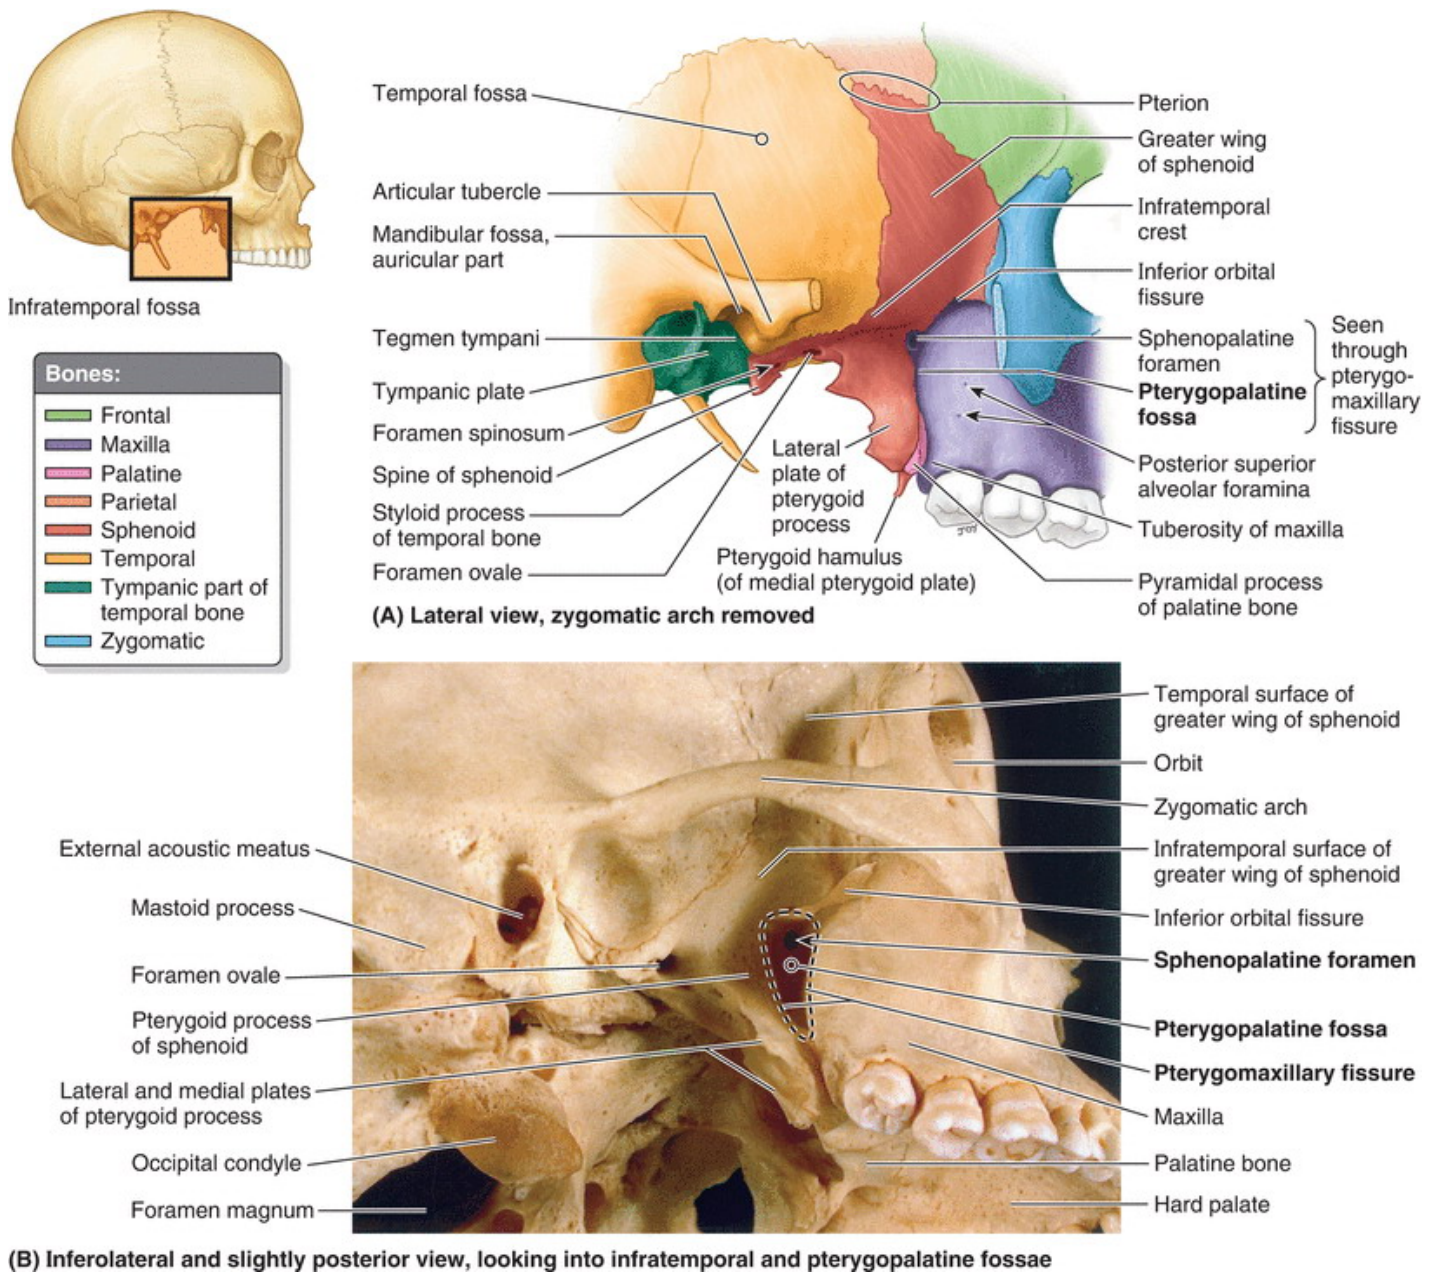 Infratemporal fossa
Bones:
Frontal
Maxilla
Palatine
Parietal
Sphenoid
Temporal
Tympanic part of
temporal bone
Zygomatic
Temporal fossa
Articular tubercle
Mandibular fossa,
auricular part
Tegmen tympani
Tympanic plate
Foramen spinosum
Spine of sphenoid
Styloid process
of temporal bone
Foramen ovale
Lateral
plate of
pterygoid
process
Pterygoid hamulus
(of medial pterygoid plate)
Pterion
Greater wing
of sphenoid
Infratemporal
crest
Inferior orbital
fissure
Sphenopalatine
foramen
Pterygopalatine
fossa
Seen
through
pterygo-
maxillary
fissure
Posterior superior
alveolar foramina
Tuberosity of maxilla
Pyramidal process
of palatine bone
(A) Lateral view, zygomatic arch removed
External acoustic meatus
Mastoid process
Foramen ovale
Pterygoid process
of sphenoid
Lateral and medial plates
of pterygoid process
Occipital condyle
Foramen magnum
Temporal surface of
greater wing of sphenoid
Orbit
Zygomatic arch
Infratemporal surface of
greater wing of sphenoid
Inferior orbital fissure
Sphenopalatine foramen
Pterygopalatine fossa
Pterygomaxillary fissure
Maxilla
Palatine bone
Hard palate
(B) Inferolateral and slightly posterior view, looking into infratemporal and pterygopalatine fossae